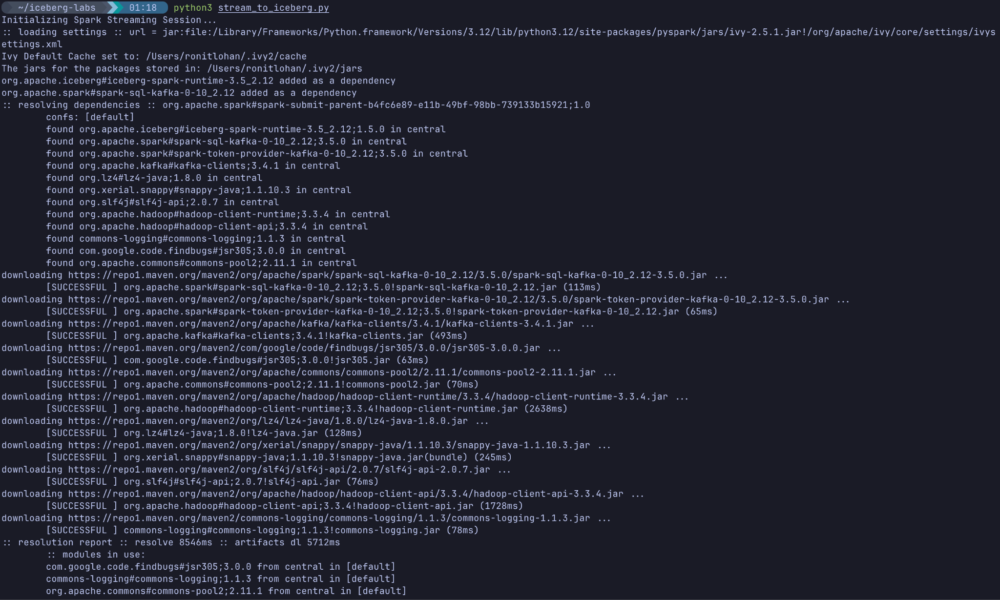 ~/iceberg-labs 01:18 python3 stream_to_iceberg.py
Initializing Spark Streaming Session...
:: loading settings :: url = jar:file:/Library/Frameworks/Python.framework/Versions/3.12/lib/python3.12/site-packages/pyspark/jars/ivy-2.5.1.jar!/org/apache/ivy/core/settings/ivys
ettings.xml
Ivy Default Cache set to: /Users/ronitlohan/.ivy2/cache
The jars for the packages stored in: /Users/ronitlohan/.ivy2/jars
org.apache.iceberg#iceberg-spark-runtime-3.5_2.12 added as a dependency
org.apache.spark#spark-sql-kafka-0-10_2.12 added as a dependency
:: resolving dependencies :: org.apache.spark#spark-submit-parent-b4fc6e89-e11b-49bf-98bb-739133b15921;1.0
confs: [default]
found org.apache.iceberg#iceberg-spark-runtime-3.5_2.12;1.5.0 in central
found org.apache.spark#spark-sql-kafka-0-10_2.12;3.5.0 in central
found org.apache.spark#spark-token-provider-kafka-0-10_2.12;3.5.0 in central
found org.apache.kafka#kafka-clients;3.4.1 in central
found org.lz4#lz4-java;1.8.0 in central
found org.xerial.snappy#snappy-java;1.1.10.3 in central
found org.slf4j#slf4j-api;2.0.7 in central
found org.apache.hadoop#hadoop-client-runtime;3.3.4 in central
found org.apache.hadoop#hadoop-client-api;3.3.4 in central
found commons-logging#commons-logging;1.1.3 in central
found com.google.code.findbugs#jsr305;3.0.0 in central
found org.apache.commons#commons-pool2;2.11.1 in central
downloading https://repo1.maven.org/maven2/org/apache/spark/spark-sql-kafka-0-10_2.12/3.5.0/spark-sql-kafka-0-10_2.12-3.5.0.jar ...
[SUCCESSFUL ] org.apache.spark#spark-sql-kafka-0-10_2.12;3.5.0!spark-sql-kafka-0-10_2.12.jar (113ms)
downloading https://repo1.maven.org/maven2/org/apache/spark/spark-token-provider-kafka-0-10_2.12/3.5.0/spark-token-provider-kafka-0-10_2.12-3.5.0.jar ...
[SUCCESSFUL ] org.apache.spark#spark-token-provider-kafka-0-10_2.12;3.5.0!spark-token-provider-kafka-0-10_2.12.jar (65ms)
downloading https://repo1.maven.org/maven2/org/apache/kafka/kafka-clients/3.4.1/kafka-clients-3.4.1.jar ...
[SUCCESSFUL ] org.apache.kafka#kafka-clients;3.4.1!kafka-clients.jar (493ms)
downloading https://repo1.maven.org/maven2/com/google/code/findbugs/jsr305/3.0.0/jsr305-3.0.0.jar ...
[SUCCESSFUL ] com.google.code.findbugs#jsr305;3.0.0!jsr305.jar (63ms)
downloading https://repo1.maven.org/maven2/org/apache/commons/commons-pool2/2.11.1/commons-pool2-2.11.1.jar ...
[SUCCESSFUL ] org.apache.commons#commons-pool2;2.11.1!commons-pool2.jar (70ms)
downloading https://repo1.maven.org/maven2/org/apache/hadoop/hadoop-client-runtime/3.3.4/hadoop-client-runtime-3.3.4.jar ...
[SUCCESSFUL ] org.apache.hadoop#hadoop-client-runtime;3.3.4!hadoop-client-runtime.jar (2638ms)
downloading https://repo1.maven.org/maven2/org/lz4/lz4-java/1.8.0/lz4-java-1.8.0.jar ...
[SUCCESSFUL ] org.lz4#lz4-java;1.8.0!lz4-java.jar (128ms)
downloading https://repo1.maven.org/maven2/org/xerial/snappy/snappy-java/1.1.10.3/snappy-java-1.1.10.3.jar ...
[SUCCESSFUL ] org.xerial.snappy#snappy-java;1.1.10.3!snappy-java.jar(bundle) (245ms)
downloading https://repo1.maven.org/maven2/org/slf4j/slf4j-api/2.0.7/slf4j-api-2.0.7.jar ...
[SUCCESSFUL ] org.slf4j#slf4j-api;2.0.7!slf4j-api.jar (76ms)
downloading https://repo1.maven.org/maven2/org/apache/hadoop/hadoop-client-api/3.3.4/hadoop-client-api-3.3.4.jar ...
[SUCCESSFUL ] org.apache.hadoop#hadoop-client-api;3.3.4!hadoop-client-api.jar (1728ms)
downloading https://repo1.maven.org/maven2/commons-logging/commons-logging/1.1.3/commons-logging-1.1.3.jar ...
[SUCCESSFUL ] commons-logging#commons-logging;1.1.3!commons-logging.jar (78ms)
:: resolution report :: resolve 8546ms :: artifacts dl 5712ms
:: modules in use:
com.google.code.findbugs#jsr305;3.0.0 from central in [default]
commons-logging#commons-logging;1.1.3 from central in [default]
org.apache.commons#commons-pool2;2.11.1 from central in [default]